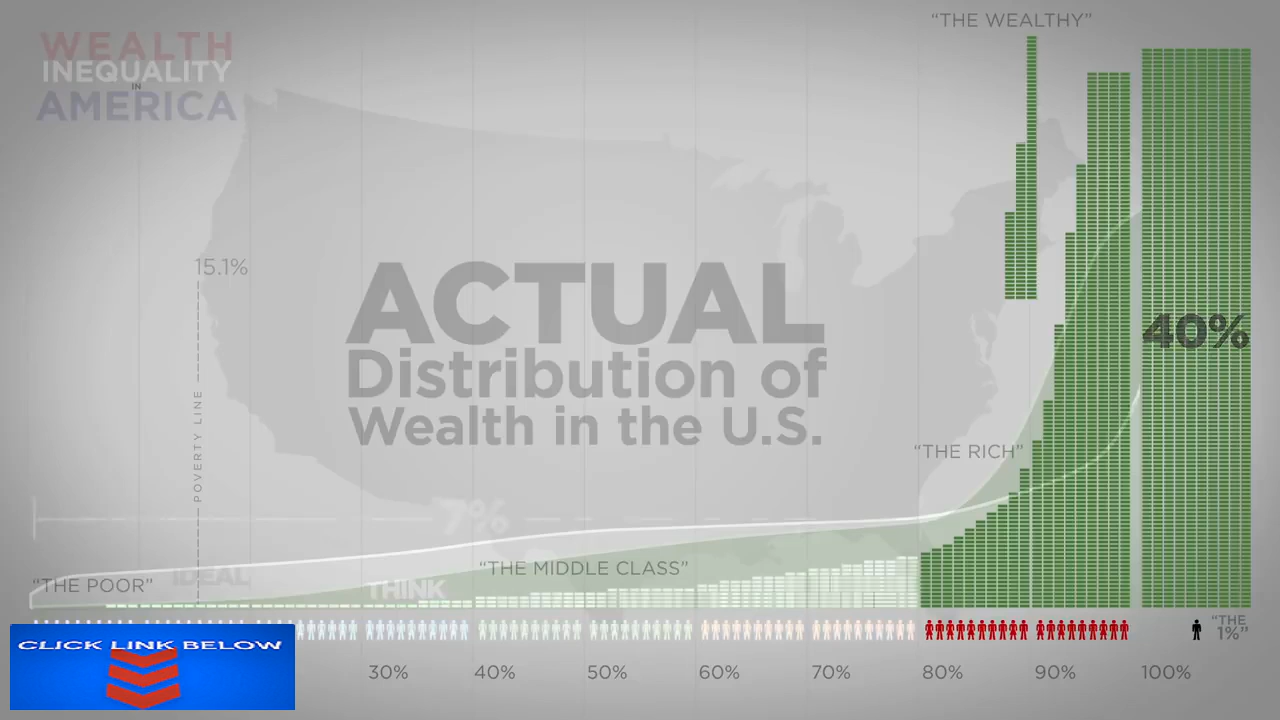 "THE WEALTHY"
WEALTH
INEQUALITY
IN
AMERICA
15.1%
ACTUAL
Distribution of
Wealth in the U.S.
40%
POVERTY LINE
"THE RICH"
7%
"THE MIDDLE CLASS"
"THE POOR"
IDEAL
THINK
"THE
1%"
CLICK LINK BELOW
30%
40%
50%
60%
70%
80%
90%
100%